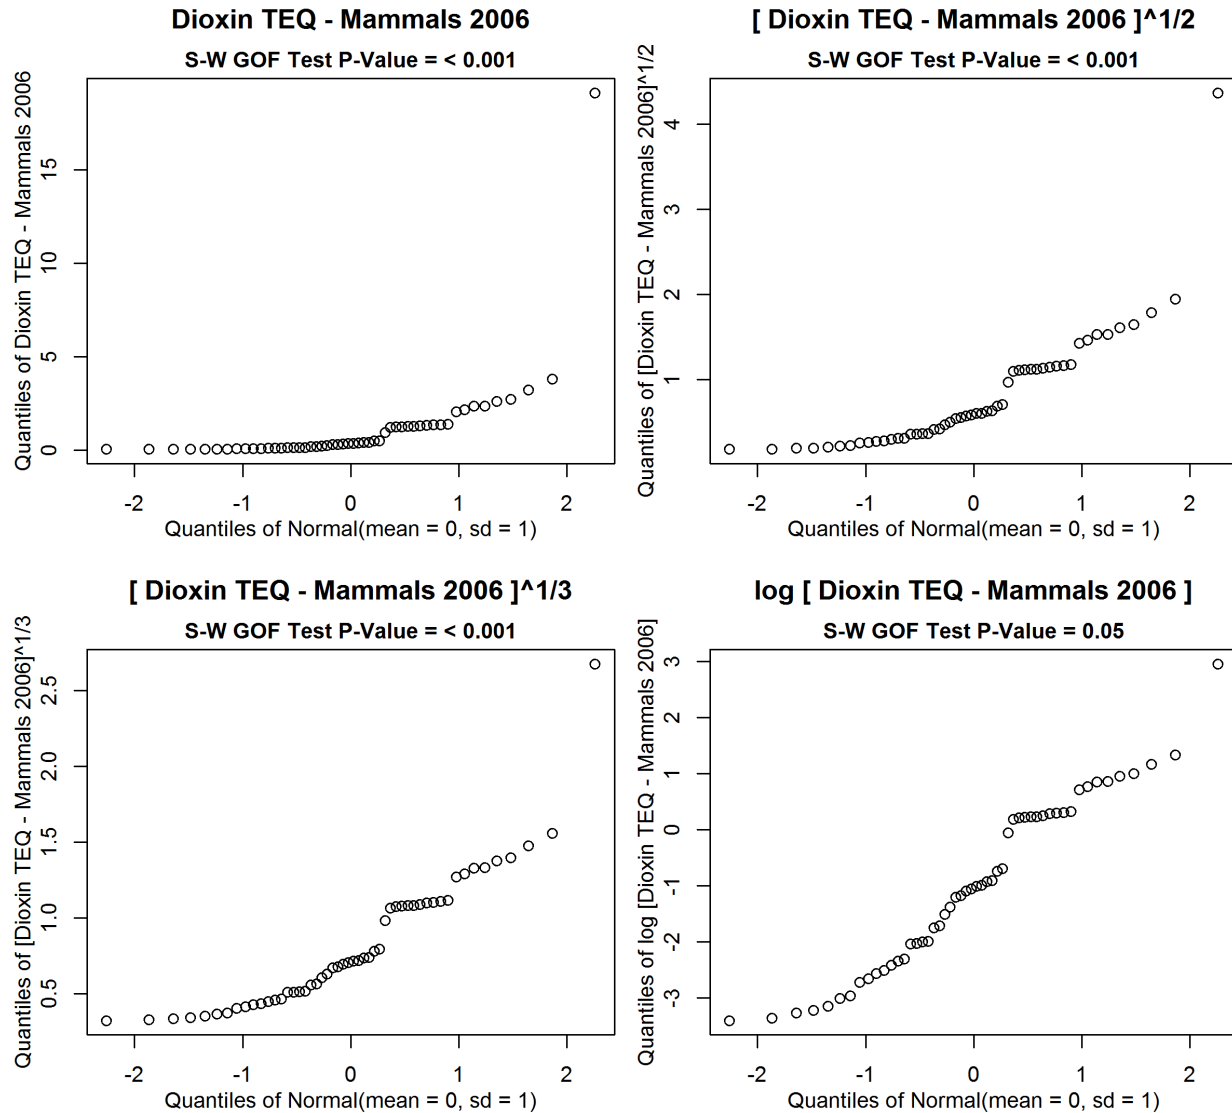 Dioxin TEQ - Mammals 2006
S-W GOF Test P-Value = < 0.001
Quantiles of Dioxin TEQ - Mammals 2006
15
10
5
0
-2 -1 0 1 2
Quantiles of Normal(mean = 0, sd = 1)
[ Dioxin TEQ - Mammals 2006 ]^1/2
S-W GOF Test P-Value = < 0.001
Quantiles of [Dioxin TEQ - Mammals 2006]^1/2
4
3
2
1
-2 -1 0 1 2
Quantiles of Normal(mean = 0, sd = 1)
[ Dioxin TEQ - Mammals 2006 ]^1/3
S-W GOF Test P-Value = < 0.001
Quantiles of [Dioxin TEQ - Mammals 2006]^1/3
2.5
2.0
1.5
1.0
0.5
-2 -1 0 1 2
Quantiles of Normal(mean = 0, sd = 1)
log [ Dioxin TEQ - Mammals 2006 ]
S-W GOF Test P-Value = 0.05
Quantiles of log [Dioxin TEQ - Mammals 2006]
3
2
1
0
-1
-2
-3
-2 -1 0 1 2
Quantiles of Normal(mean = 0, sd = 1)